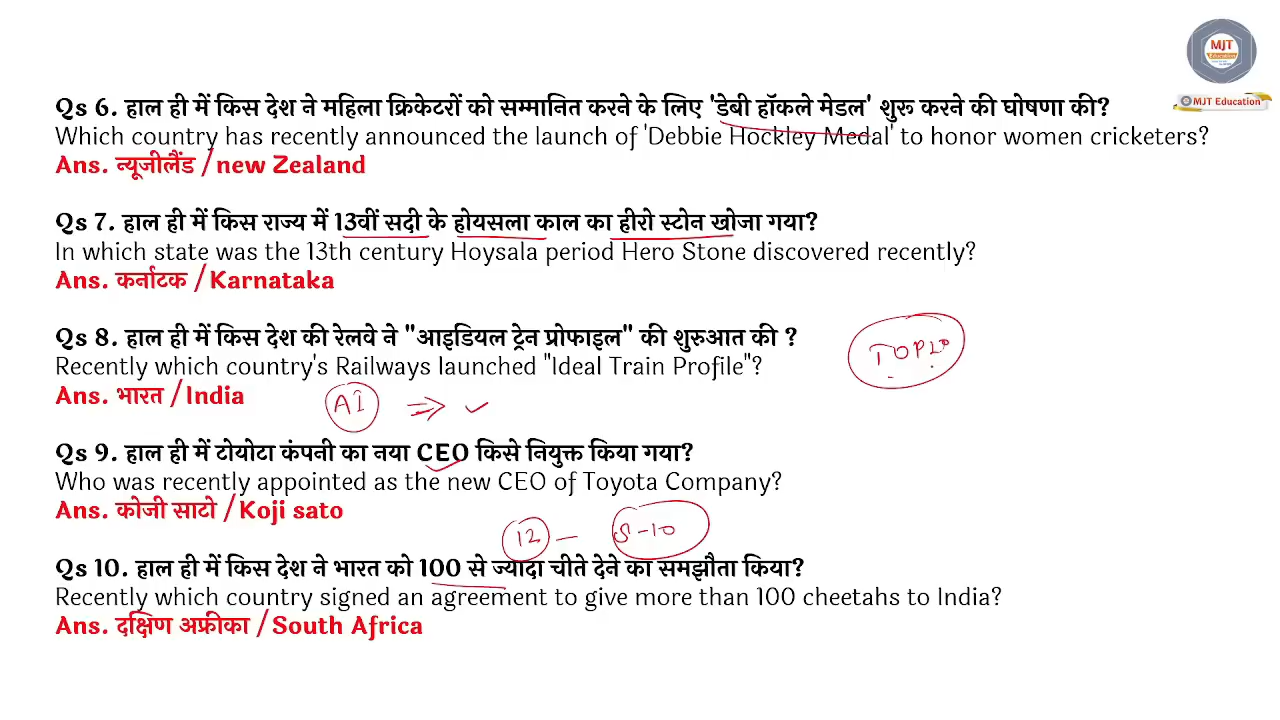 MJT
Education
MJT Education
Qs 6. हाल ही में किस देश ने महिला क्रिकेटरों को सम्मानित करने के लिए 'डेबी हॉकले मेडल' शुरू करने की घोषणा की?
Which country has recently announced the launch of 'Debbie Hockley Medal' to honor women cricketers?
Ans. न्यूजीलैंड / new Zealand
Qs 7. हाल ही में किस राज्य में 13वीं सदी के होयसला काल का हीरो स्टोन खोजा गया?
In which state was the 13th century Hoysala period Hero Stone discovered recently?
Ans. कर्नाटक / Karnataka
Qs 8. हाल ही में किस देश की रेलवे ने "आइडियल ट्रेन प्रोफाइल" की शुरुआत की ?
Recently which country's Railways launched "Ideal Train Profile"?
Ans. भारत / India
AI
Qs 9. हाल ही में टोयोटा कंपनी का नया CEO किसे नियुक्त किया गया?
Who was recently appointed as the new CEO of Toyota Company?
Ans. कोजी साटो / Koji sato
12 – 8-10
Qs 10. हाल ही में किस देश ने भारत को 100 से ज्यादा चीते देने का समझौता किया?
Recently which country signed an agreement to give more than 100 cheetahs to India?
Ans. दक्षिण अफ्रीका / South Africa